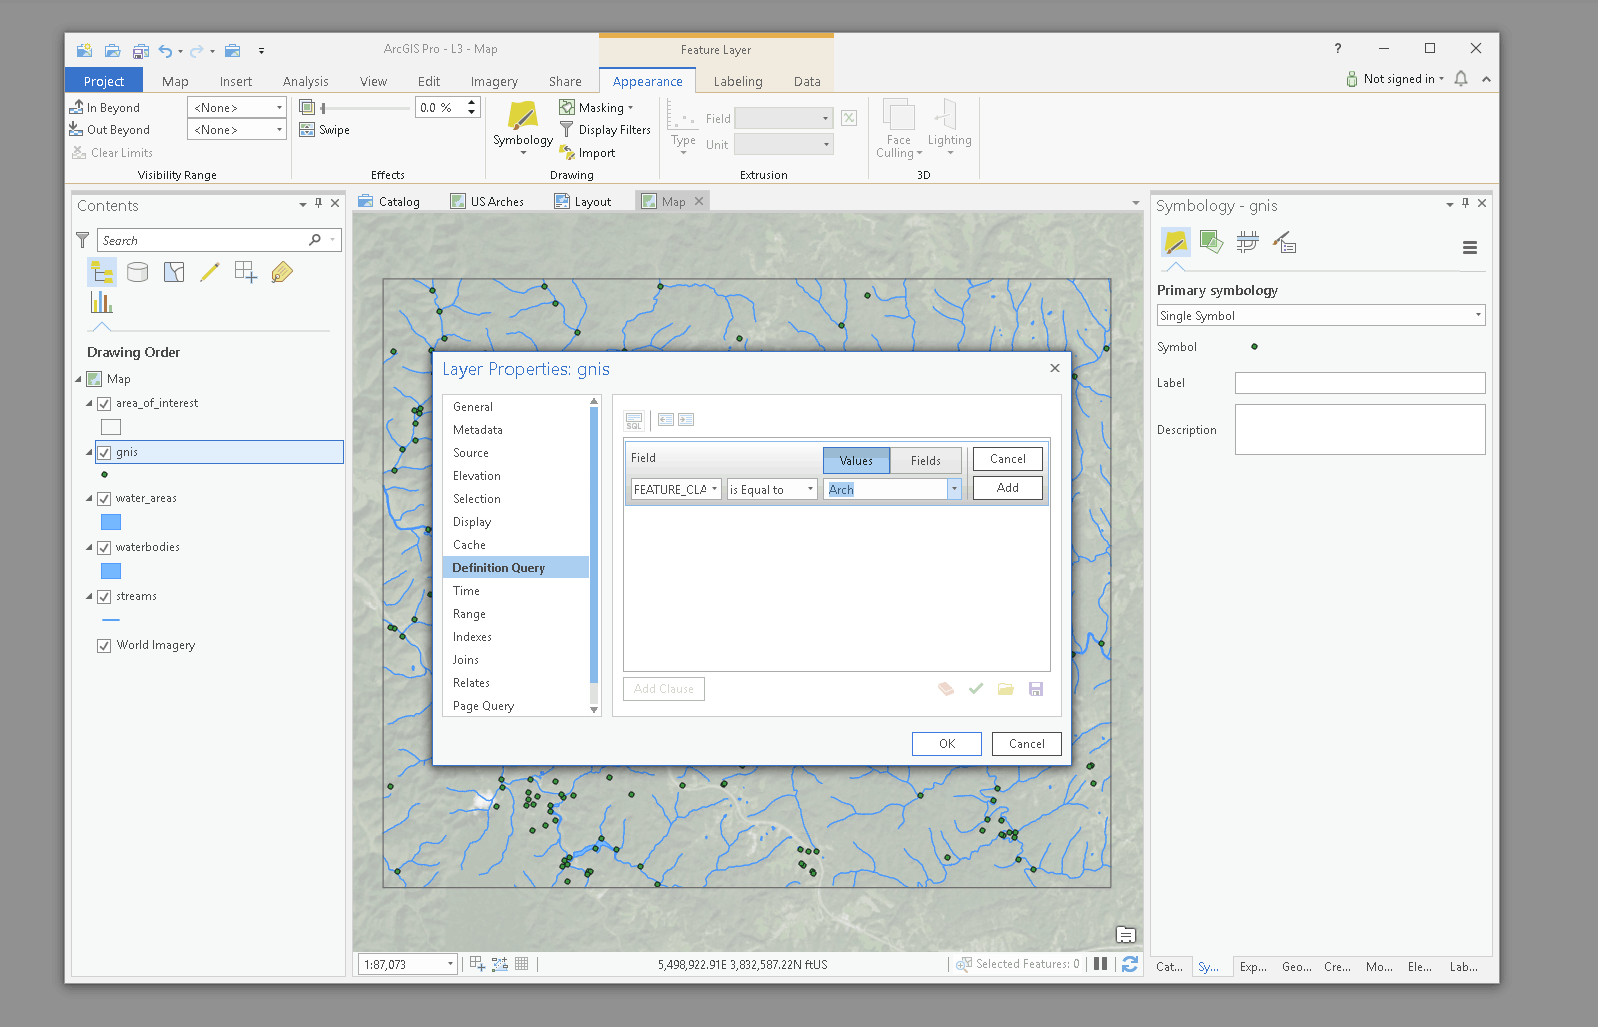 ArcGIS Pro - L3 - Map
Feature Layer
?
Project
Map
Insert
Analysis
View
Edit
Imagery
Share
Appearance
Labeling
Data
Not signed in
In Beyond
<None>
Out Beyond
<None>
Clear Limits
Visibility Range
0.0 %
Swipe
Effects
Symbology
Masking
Display Filters
Import
Drawing
Type
Field
Unit
Extrusion
Face
Culling
Lighting
3D
Contents
Search
Drawing Order
Map
area_of_interest
gnis
water_areas
waterbodies
streams
World Imagery
Catalog
US Arches
Layout
Map
Layer Properties: gnis
General
Metadata
Source
Elevation
Selection
Display
Cache
Definition Query
Time
Range
Indexes
Joins
Relates
Page Query
SQL
Field
Values
Fields
Cancel
FEATURE_CLA
is Equal to
Arch
Add
Add Clause
OK
Cancel
1:87,073
5,498,922.91E 3,832,587.22N ftUS
Selected Features: 0
Symbology - gnis
Primary symbology
Single Symbol
Symbol
Label
Description
Cat...
Sy...
Exp...
Geo...
Cre...
Mo...
Ele...
Lab...